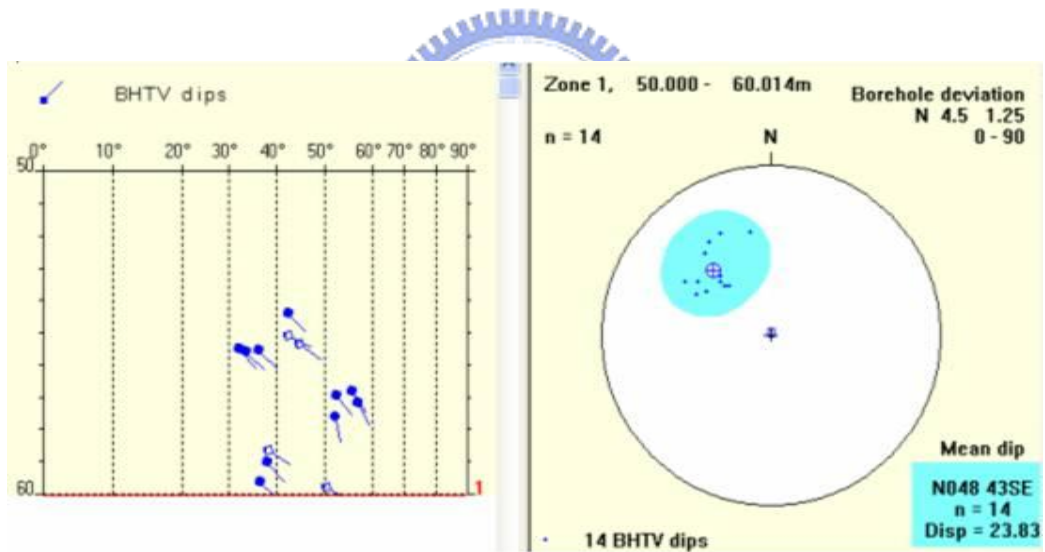 BHTV dips
0° 10° 20° 30° 40° 50° 60° 70° 80° 90°
50
60
1
Zone 1, 50.000 - 60.014m
Borehole deviation
N 4.5 1.25
0 - 90
n = 14
N
Mean dip
N048 43SE
n = 14
Disp = 23.83
14 BHTV dips